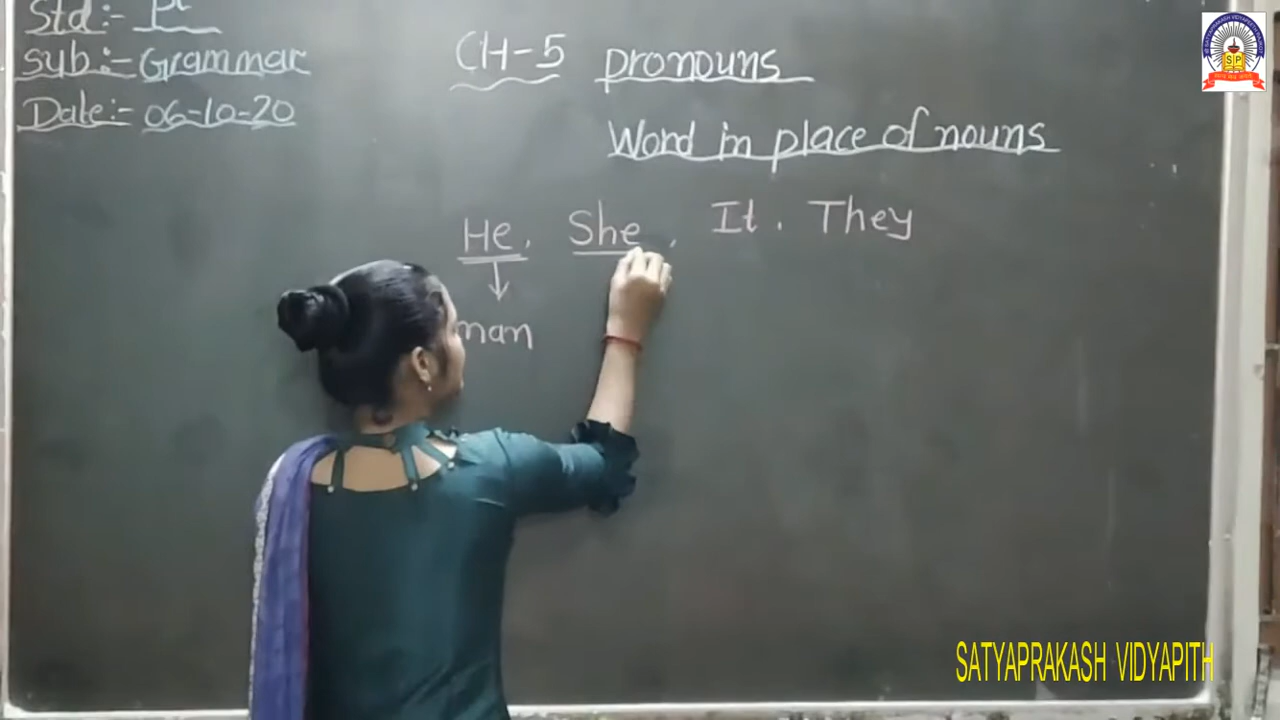 Std:-
Sub:- Grammar
Date:- 06-10-20
CH-5 pronouns
Word in place of nouns
He, She, It. They
man
SP
SATYAPRAKASH VIDYAPITH